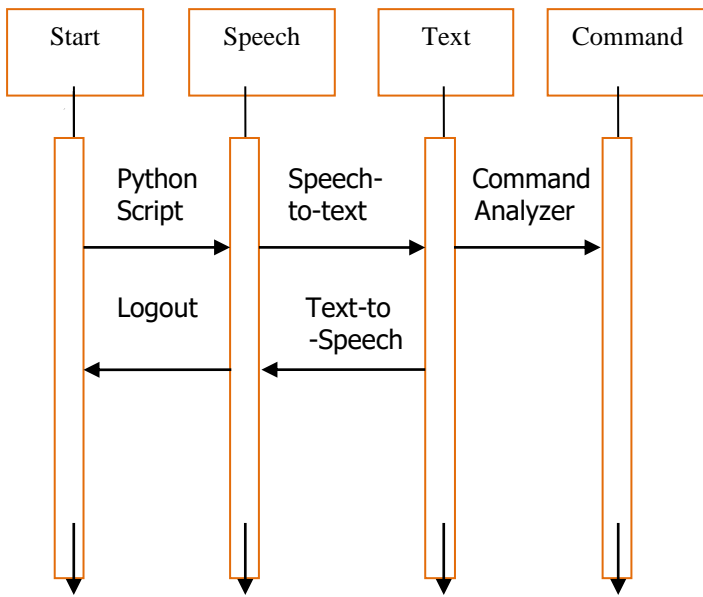 Start
Speech
Text
Command
Python
Script
Speech-
to-text
Command
Analyzer
Logout
Text-to
-Speech